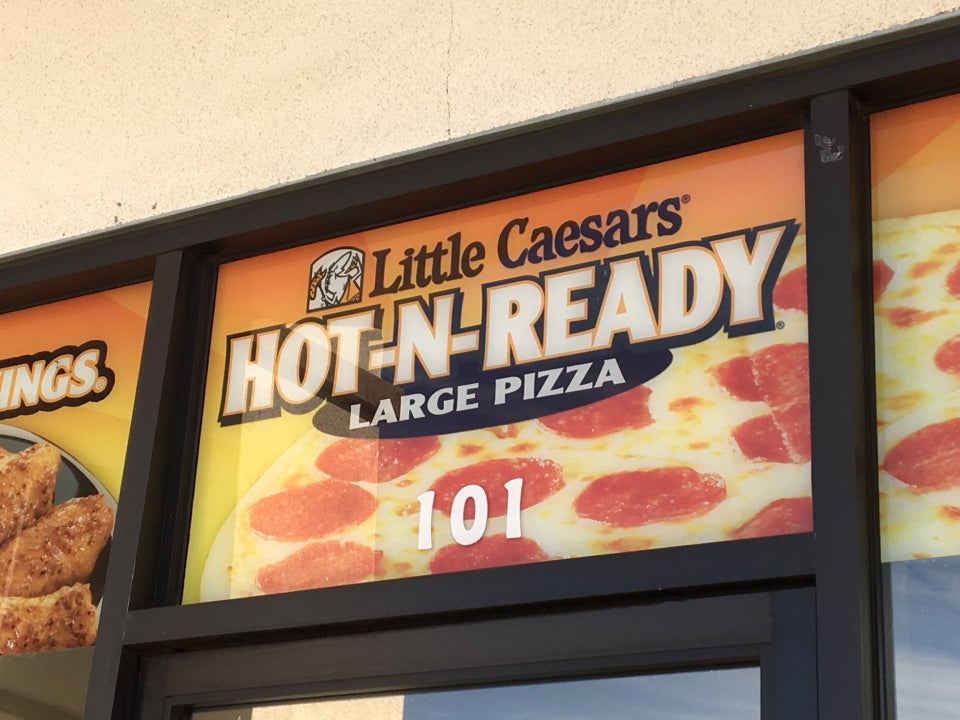 INGS.
Little Caesars®
HOT-N-READY®
LARGE PIZZA
101